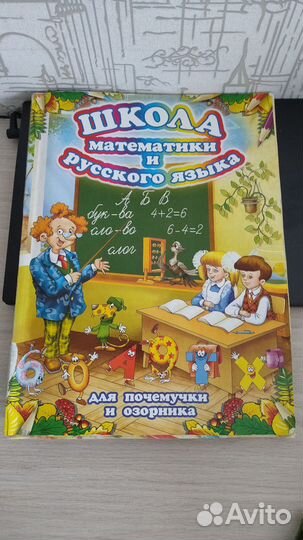 ШКОЛА
математики и
русского языка
А Б В
бук-ва 4+2=6
сло-во 6-4=2
слог
для почемучки
и озорника
Avito